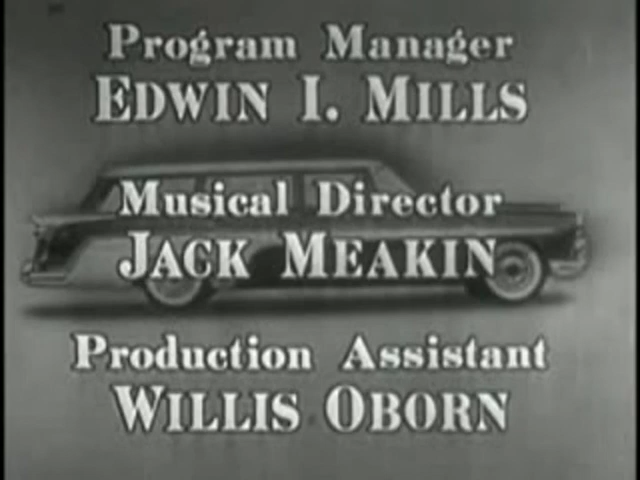 Program Manager
EDWIN I. MILLS
Musical Director
JACK MEAKIN
Production Assistant
WILLIS OBORN